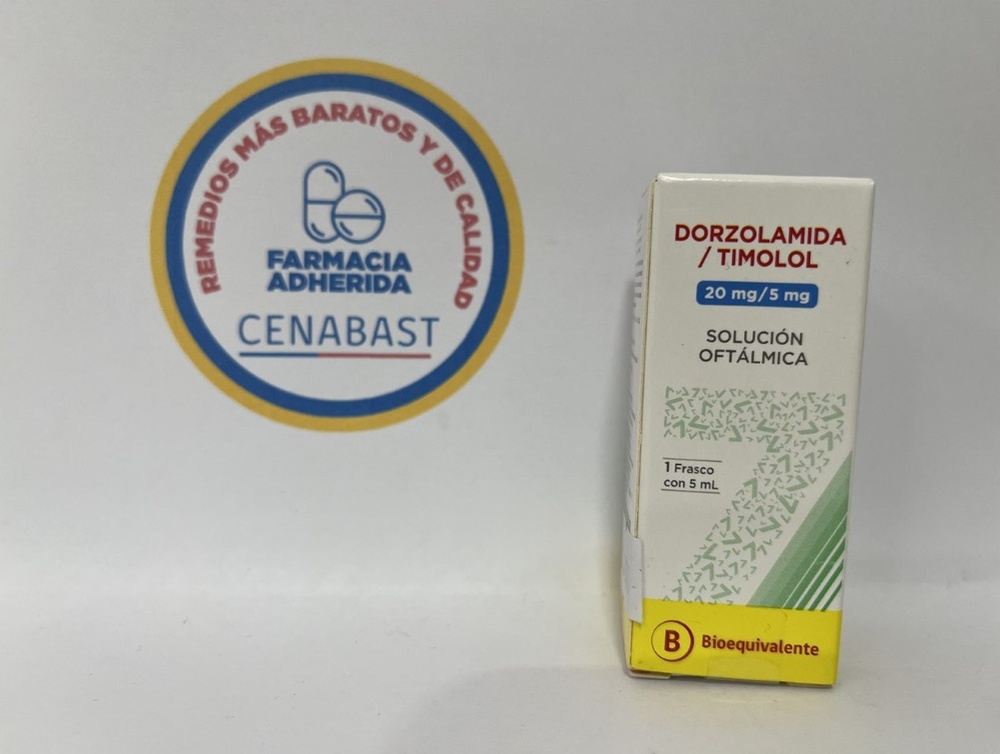 REMEDIOS MÁS BARATOS Y DE CALIDAD
FARMACIA
ADHERIDA
CENABAST
DORZOLAMIDA
/ TIMOLOL
20 mg/5 mg
SOLUCIÓN
OFTÁLMICA
1 Frasco
con 5 mL
B Bioequivalente